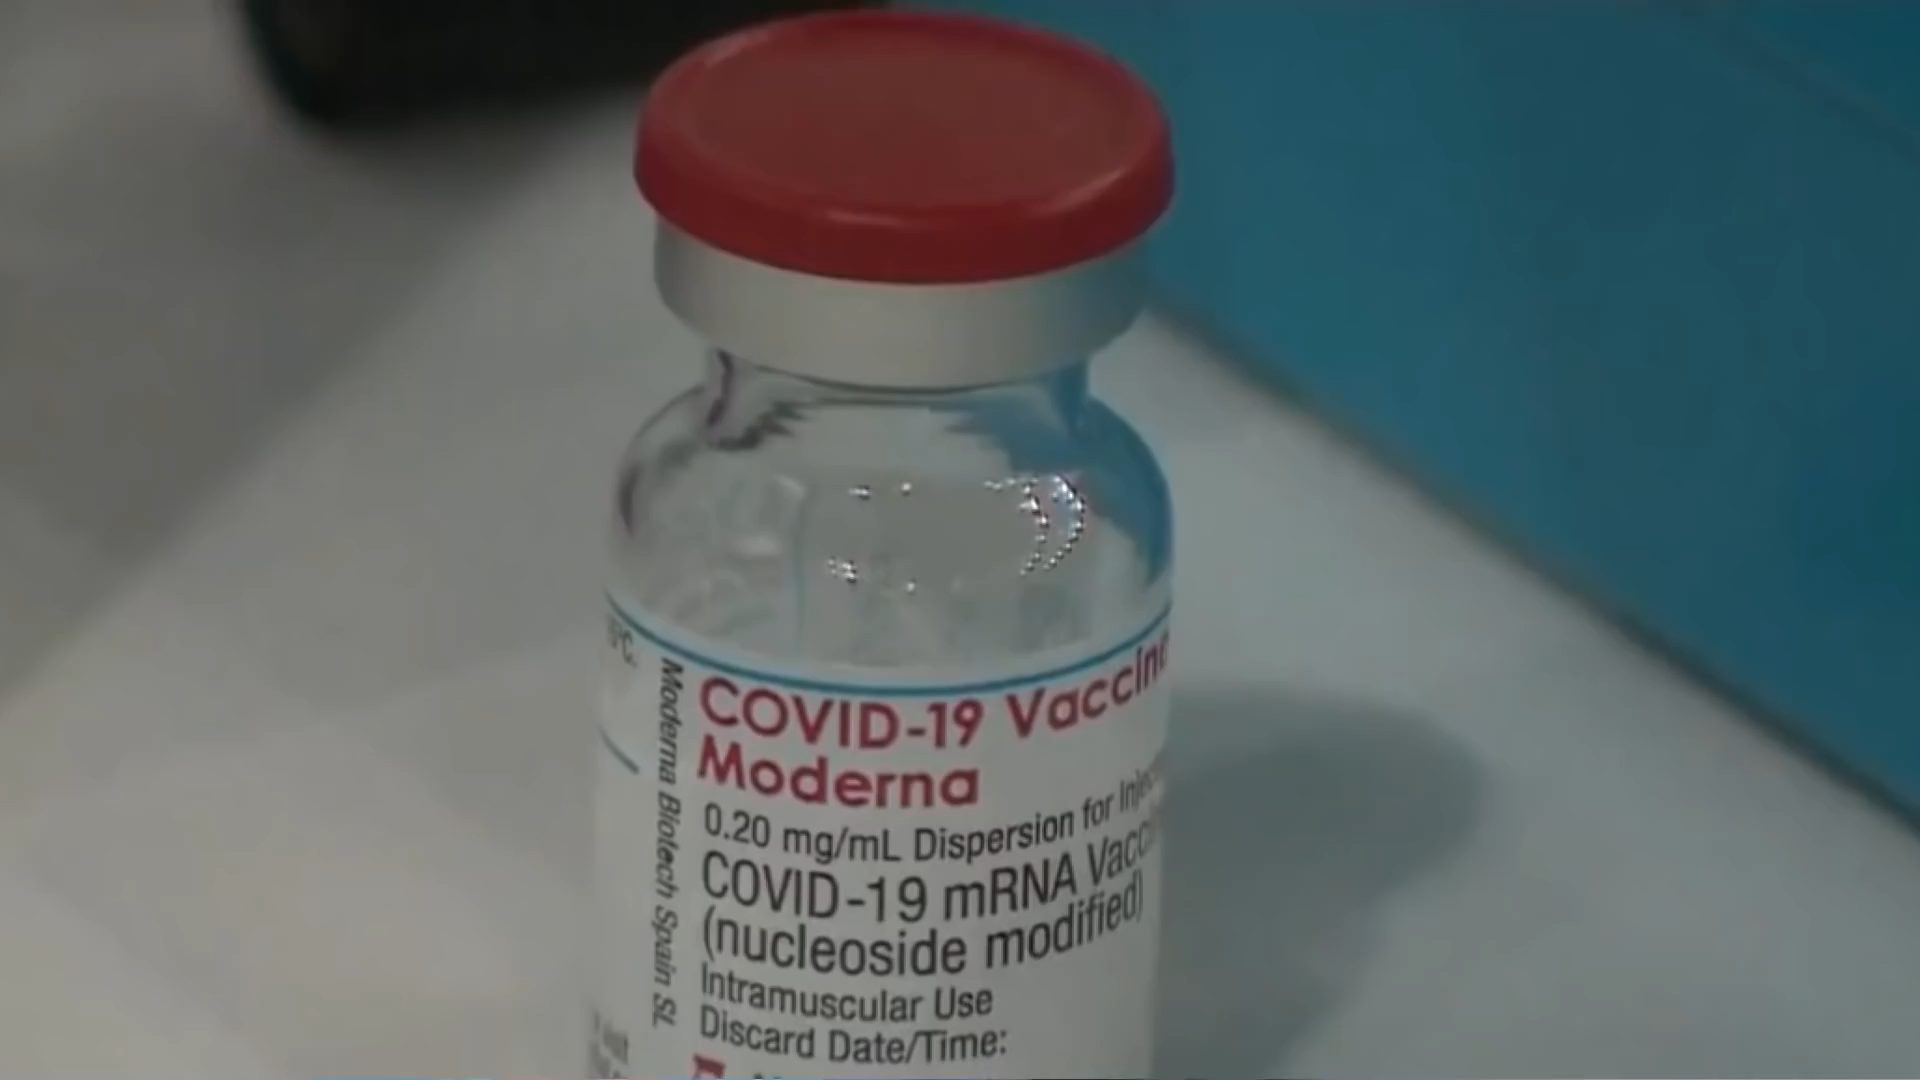 COVID-19 Vaccine
Moderna
0.20 mg/mL Dispersion for
COVID-19 mRNA
(nucleoside modified)
Intramuscular Use
Discard Date/Time:
Moderna Biotech Spain SL